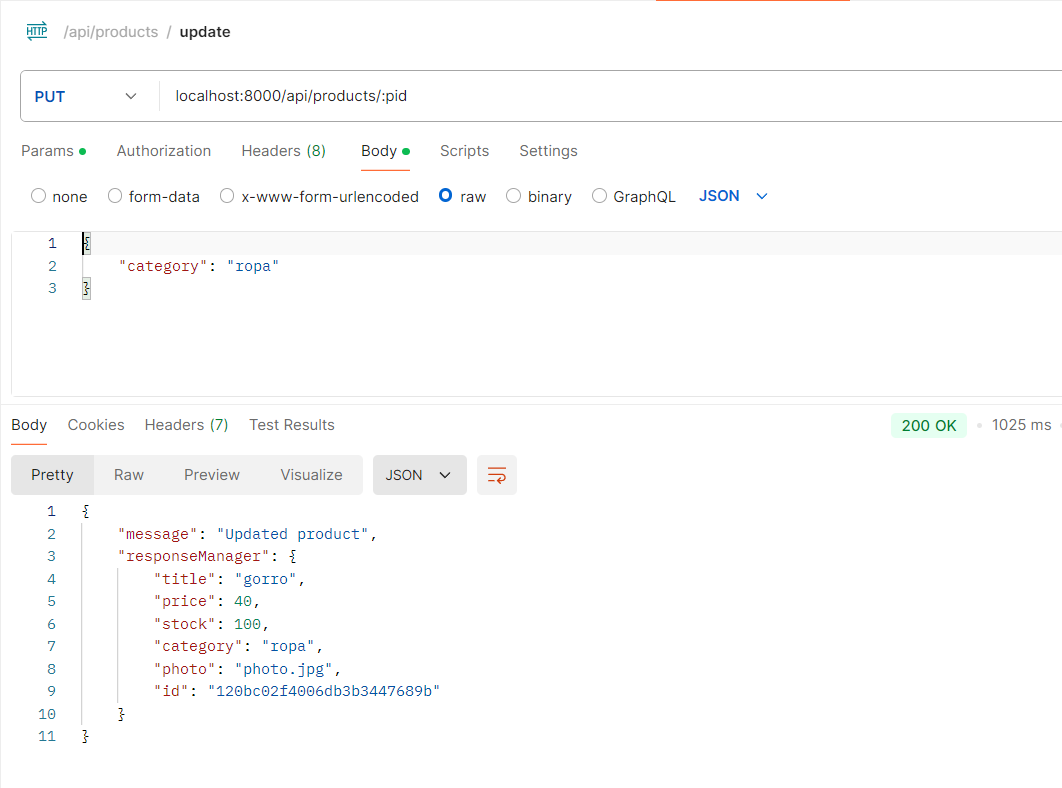 HTTP /api/products / update
PUT localhost:8000/api/products/:pid
Params Authorization Headers (8) Body Scripts Settings
none form-data x-www-form-urlencoded raw binary GraphQL JSON
1 {
2 "category": "ropa"
3 }
Body Cookies Headers (7) Test Results 200 OK 1025 ms
Pretty Raw Preview Visualize JSON
1 {
2 "message": "Updated product",
3 "responseManager": {
4 "title": "gorro",
5 "price": 40,
6 "stock": 100,
7 "category": "ropa",
8 "photo": "photo.jpg",
9 "id": "120bc02f4006db3b3447689b"
10 }
11 }